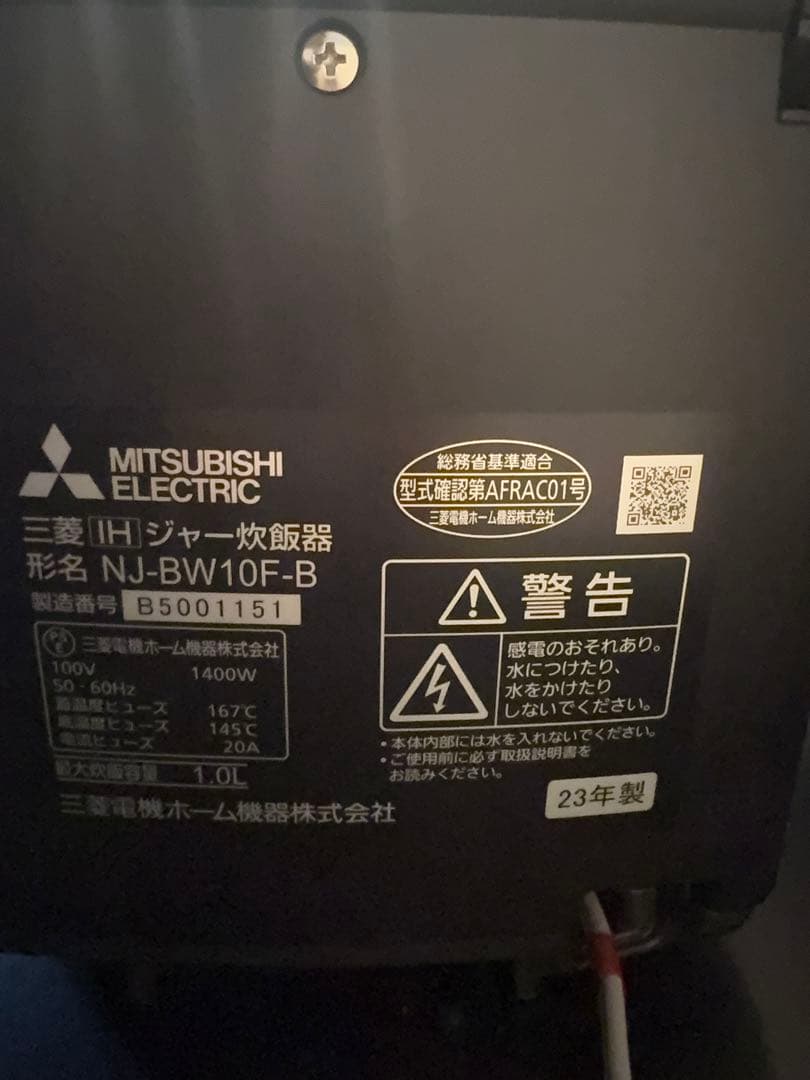 MITSUBISHI
ELECTRIC
三菱 IH ジャー炊飯器
形名 NJ-BW10F-B
製造番号 B5001151
PSE 三菱電機ホーム機器株式会社
100V 1400W
50-60Hz
温度ヒューズ 167℃
温度ヒューズ 145℃
電流ヒューズ 20A
最大炊飯容量 1.0L
三菱電機ホーム機器株式会社
総務省基準適合
型式確認第AFRAC01号
三菱電機ホーム機器株式会社
警告
感電のおそれあり。
水につけたり、
水をかけたり
しないでください。
・本体内部には水を入れないでください。
・ご使用前に必ず取扱説明書を
お読みください。
23年製